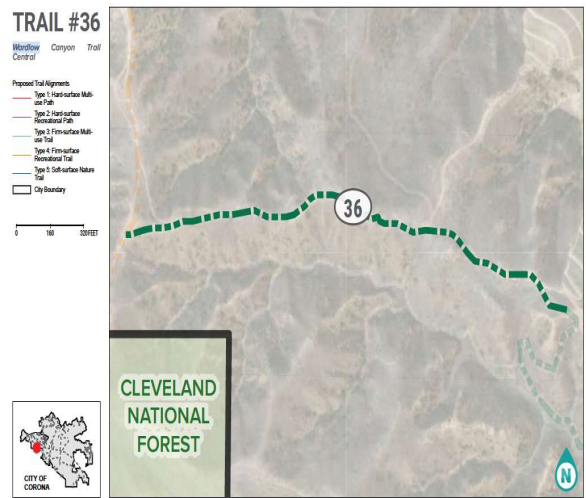 TRAIL #36
Wardlow Canyon Trail
Central
Proposed Trail Alignments
Type 1: Hard-surface Multi-
use Path
Type 2: Hard-surface
Recreational Path
Type 3: Firm-surface Multi-
use Trail
Type 4: Firm-surface
Recreational Trail
Type 5: Soft-surface Nature
Trail
City Boundary
0 160 320 FEET
CITY OF
CORONA
36
CLEVELAND
NATIONAL
FOREST
N